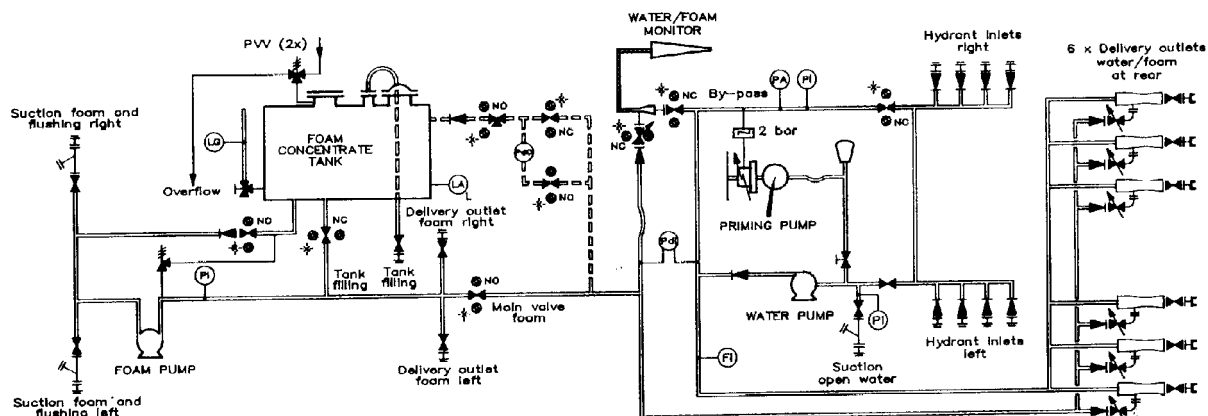 WATER/FOAM
MONITOR
PVV (2x)
Hydrant Inlets
right
6 x Delivery outlets
water/foam
at rear
NC
PA
PI
By-pass
NO
NC
NC
NC
Suction foam and
flushing right
LG
FOAM
CONCENTRATE
TANK
2 bar
Overflow
LA
L
NO
PRIMING PUMP
Delivery outlet
foam right
NO
NC
PI
Tank
filling
Tank
filling
NO
Main valve
foam
WATER PUMP
PI
Hydrant Inlets
left
FOAM PUMP
Delivery outlet
foam left
FI
Suction
open water
Suction foam and
flushing left